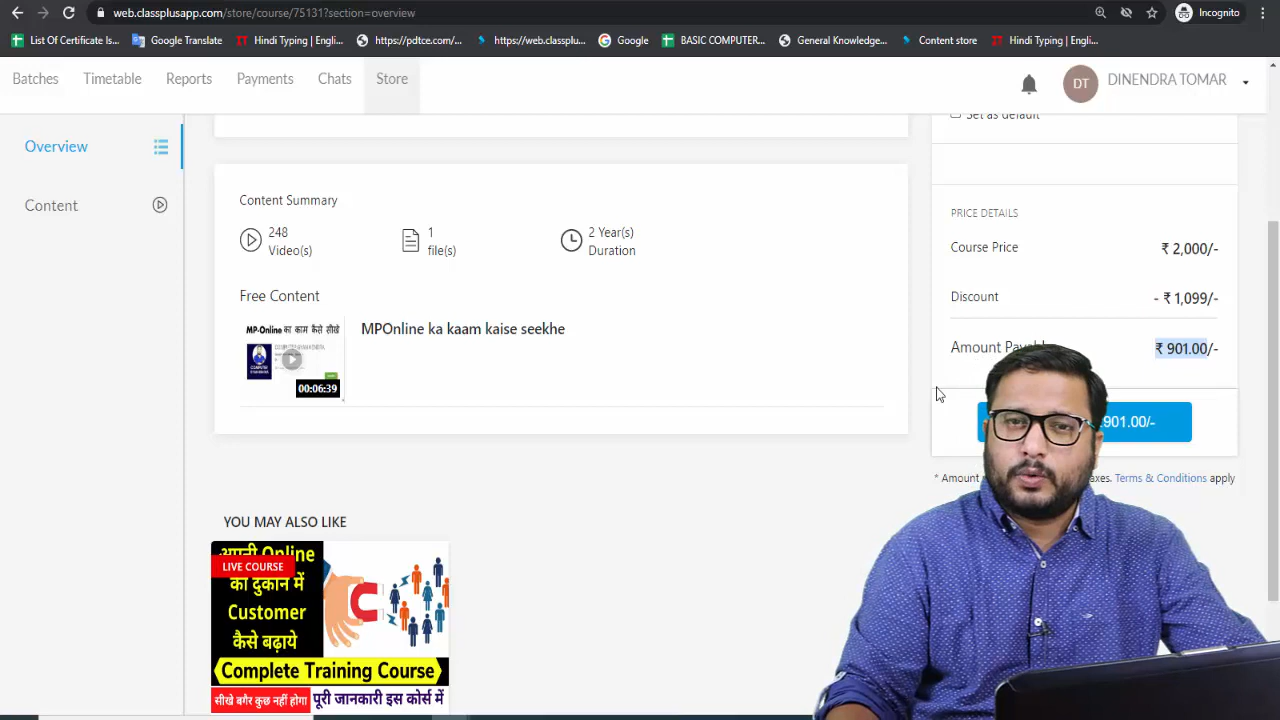 web.classplusapp.com/store/course/75131?section=overview
Incognito
List Of Certificate Is...
Google Translate
Hindi Typing | Engli...
https://pdtce.com/...
https://web.classplu...
Google
BASIC COMPUTER...
General Knowledge...
Content store
Hindi Typing | Engli...
Batches
Timetable
Reports
Payments
Chats
Store
DT
DINENDRA TOMAR
Overview
Content
Set as default
Content Summary
248
Video(s)
1
file(s)
2 Year(s)
Duration
Free Content
MP-Online का काम कैसे सीखे
00:06:39
MPOnline ka kaam kaise seekhe
PRICE DETAILS
Course Price
₹ 2,000/-
Discount
- ₹ 1,099/-
Amount Payable
₹ 901.00/-
901.00/-
* Amount
taxes. Terms & Conditions apply
YOU MAY ALSO LIKE
अपनी Online
LIVE COURSE
की दुकान में
Customer
कैसे बढ़ाये
Complete Training Course
सीखे बगैर कुछ नहीं होगा
पूरी जानकारी इस कोर्स में